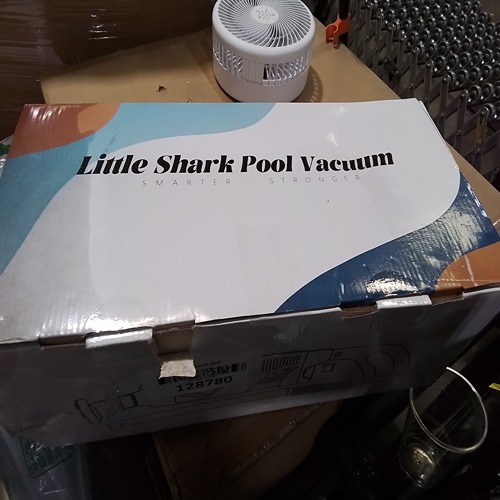 Little Shark Pool Vacuum
SMARTER STRONGER
128780